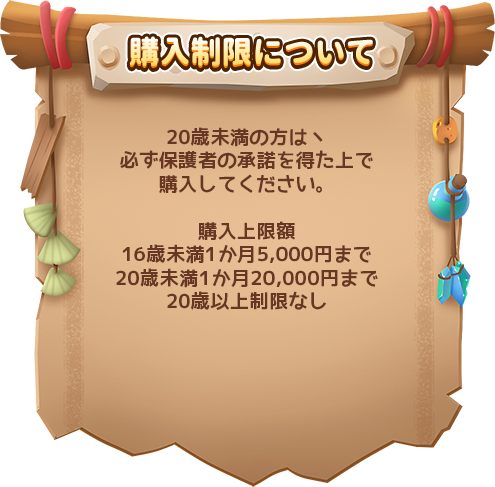 購入制限について
20歳未満の方は、
必ず保護者の承諾を得た上で
購入してください。
購入上限額
16歳未満1か月5,000円まで
20歳未満1か月20,000円まで
20歳以上制限なし